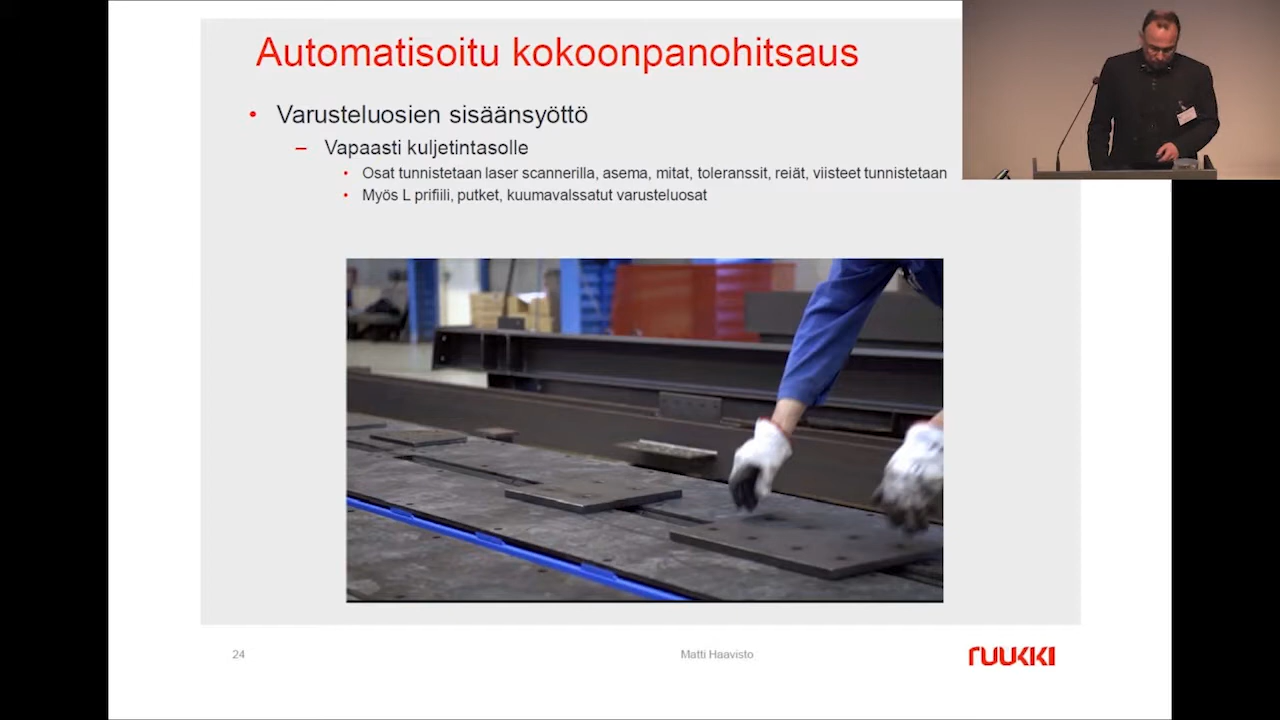 Automatisoitu kokoonpanohitsaus
• Varusteluosien sisäänsyöttö
– Vapaasti kuljetintasolle
• Osat tunnistetaan laser scannerilla, asema, mitat, toleranssit, reiät, viisteet tunnistetaan
• Myös L prifiili, putket, kuumavalssatut varusteluosat
24
Matti Haavisto
RUUKKI